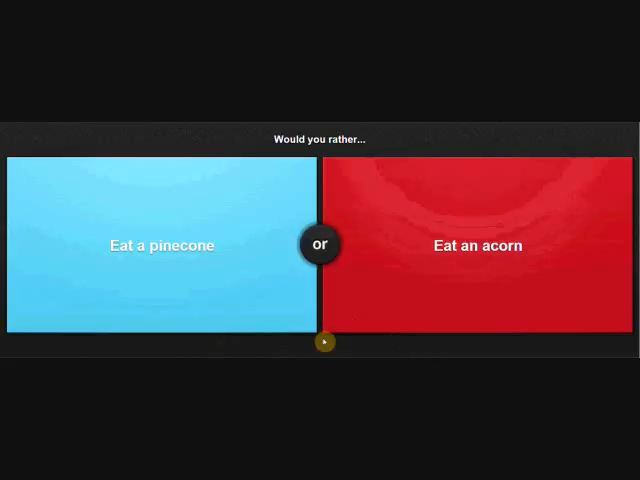 Would you rather...
Eat a pinecone
or
Eat an acorn